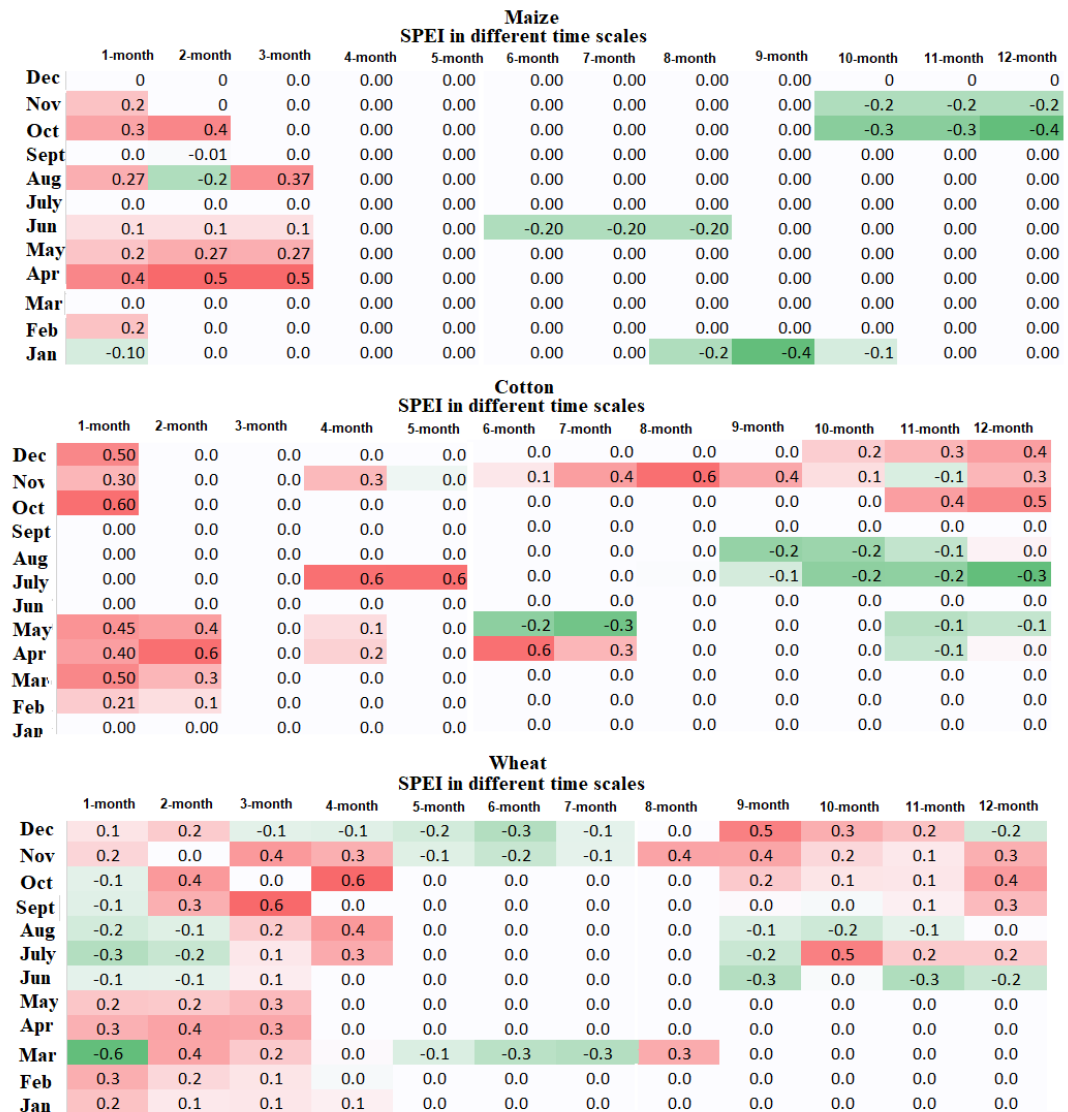 Maize
SPEI in different time scales
1-month 2-month 3-month 4-month 5-month 6-month 7-month 8-month 9-month 10-month 11-month 12-month
Dec 0 0 0.0 0.00 0.00 0.00 0.00 0.00 0.00 0 0 0
Nov 0.2 0 0.0 0.00 0.00 0.00 0.00 0.00 0.00 -0.2 -0.2 -0.2
Oct 0.3 0.4 0.0 0.00 0.00 0.00 0.00 0.00 0.00 -0.3 -0.3 -0.4
Sept 0.0 -0.01 0.0 0.00 0.00 0.00 0.00 0.00 0.00 0.00 0.00 0.00
Aug 0.27 -0.2 0.37 0.00 0.00 0.00 0.00 0.00 0.00 0.00 0.00 0.00
July 0.0 0.0 0.0 0.00 0.00 0.00 0.00 0.00 0.00 0.00 0.00 0.00
Jun 0.1 0.1 0.1 0.00 0.00 -0.20 -0.20 -0.20 0.00 0.00 0.00 0.00
May 0.2 0.27 0.27 0.00 0.00 0.00 0.00 0.00 0.00 0.00 0.00 0.00
Apr 0.4 0.5 0.5 0.00 0.00 0.00 0.00 0.00 0.00 0.00 0.00 0.00
Mar 0.0 0.0 0.0 0.00 0.00 0.00 0.00 0.00 0.00 0.00 0.00 0.00
Feb 0.2 0.0 0.0 0.00 0.00 0.00 0.00 0.00 0.00 0.00 0.00 0.00
Jan -0.10 0.0 0.0 0.00 0.00 0.00 0.00 -0.2 -0.4 -0.1 0.00 0.00
Cotton
SPEI in different time scales
1-month 2-month 3-month 4-month 5-month 6-month 7-month 8-month 9-month 10-month 11-month 12-month
Dec 0.50 0.0 0.0 0.0 0.0 0.0 0.0 0.0 0.0 0.2 0.3 0.4
Nov 0.30 0.0 0.0 0.3 0.0 0.1 0.4 0.6 0.4 0.1 -0.1 0.3
Oct 0.60 0.0 0.0 0.0 0.0 0.0 0.0 0.0 0.0 0.0 0.4 0.5
Sept 0.00 0.0 0.0 0.0 0.0 0.0 0.0 0.0 0.0 0.0 0.0 0.0
Aug 0.00 0.0 0.0 0.0 0.0 0.0 0.0 0.0 -0.2 -0.2 -0.1 0.0
July 0.00 0.0 0.0 0.6 0.6 0.0 0.0 0.0 -0.1 -0.2 -0.2 -0.3
Jun 0.00 0.0 0.0 0.0 0.0 0.0 0.0 0.0 0.0 0.0 0.0 0.0
May 0.45 0.4 0.0 0.1 0.0 -0.2 -0.3 0.0 0.0 0.0 -0.1 -0.1
Apr 0.40 0.6 0.0 0.2 0.0 0.6 0.3 0.0 0.0 0.0 -0.1 0.0
Mar 0.50 0.3 0.0 0.0 0.0 0.0 0.0 0.0 0.0 0.0 0.0 0.0
Feb 0.21 0.1 0.0 0.0 0.0 0.0 0.0 0.0 0.0 0.0 0.0 0.0
Jan 0.00 0.00 0.0 0.0 0.0 0.0 0.0 0.0 0.0 0.0 0.0 0.0
Wheat
SPEI in different time scales
1-month 2-month 3-month 4-month 5-month 6-month 7-month 8-month 9-month 10-month 11-month 12-month
Dec 0.1 0.2 -0.1 -0.1 -0.2 -0.3 -0.1 0.0 0.5 0.3 0.2 -0.2
Nov 0.2 0.0 0.4 0.3 -0.1 -0.2 -0.1 0.4 0.4 0.2 0.1 0.3
Oct -0.1 0.4 0.0 0.6 0.0 0.0 0.0 0.0 0.2 0.1 0.1 0.4
Sept -0.1 0.3 0.6 0.0 0.0 0.0 0.0 0.0 0.0 0.0 0.1 0.3
Aug -0.2 -0.1 0.2 0.4 0.0 0.0 0.0 0.0 -0.1 -0.2 -0.1 0.0
July -0.3 -0.2 0.1 0.3 0.0 0.0 0.0 0.0 -0.2 0.5 0.2 0.2
Jun -0.1 -0.1 0.1 0.0 0.0 0.0 0.0 0.0 -0.3 0.0 -0.3 -0.2
May 0.2 0.2 0.3 0.0 0.0 0.0 0.0 0.0 0.0 0.0 0.0 0.0
Apr 0.3 0.4 0.3 0.0 0.0 0.0 0.0 0.0 0.0 0.0 0.0 0.0
Mar -0.6 0.4 0.2 0.0 -0.1 -0.3 -0.3 0.3 0.0 0.0 0.0 0.0
Feb 0.3 0.2 0.1 0.0 0.0 0.0 0.0 0.0 0.0 0.0 0.0 0.0
Jan 0.2 0.1 0.1 0.1 0.0 0.0 0.0 0.0 0.0 0.0 0.0 0.0